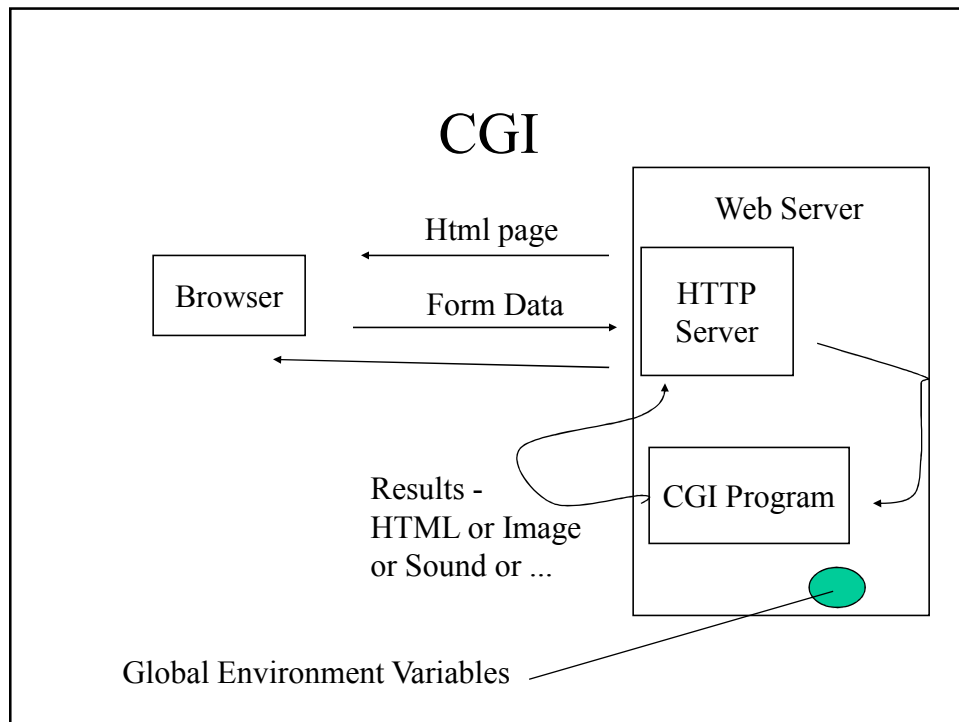 CGI
Web Server
Html page
Browser
HTTP
Server
Form Data
CGI Program
Results -
HTML or Image
or Sound or ...
Global Environment Variables